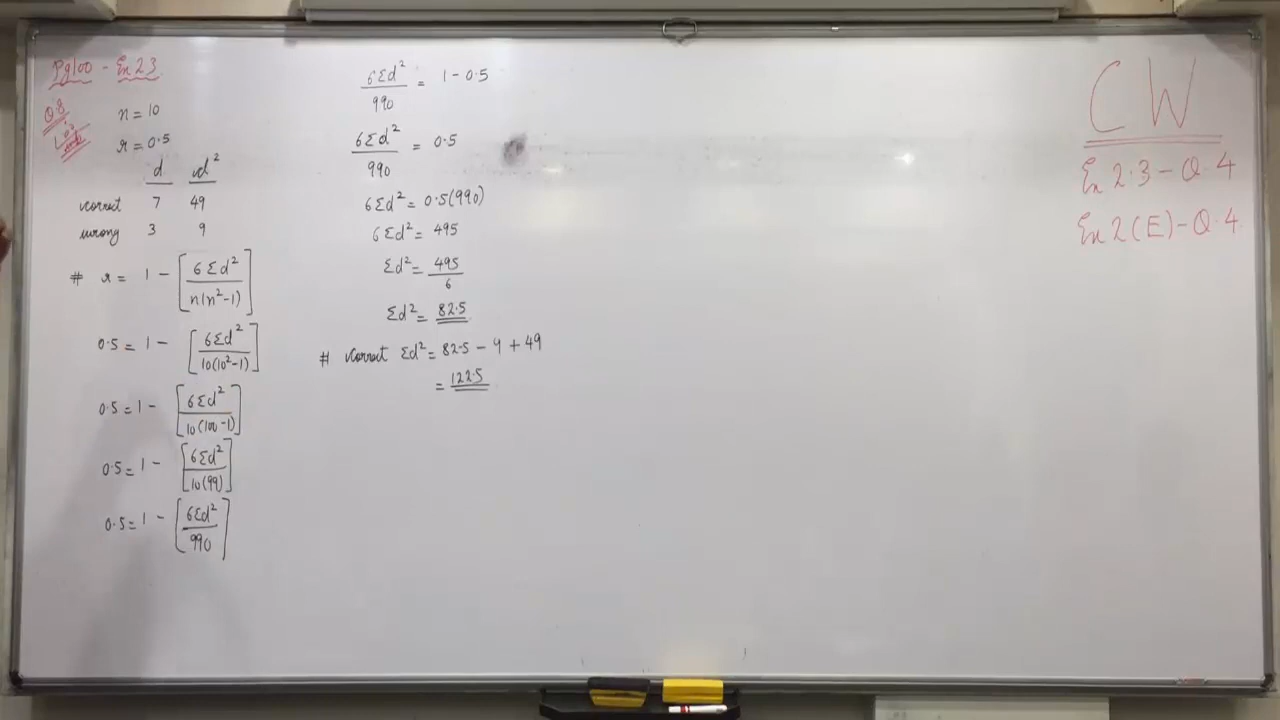 Pg100 - Ex 2.3
Q.8
n = 10
r = 0.5
d d²
correct 7 49
wrong 3 9
# r = 1 - [6Σd² / n(n²-1)]
0.5 = 1 - [6Σd² / 10(10²-1)]
0.5 = 1 - [6Σd² / 10(100-1)]
0.5 = 1 - [6Σd² / 10(99)]
0.5 = 1 - [6Σd² / 990]
6Σd² / 990 = 1 - 0.5
6Σd² / 990 = 0.5
6Σd² = 0.5(990)
6Σd² = 495
Σd² = 495 / 6
Σd² = 82.5
# correct Σd² = 82.5 - 9 + 49
= 122.5
CW
Ex 2.3 - Q.4
Ex 2(E) - Q.4